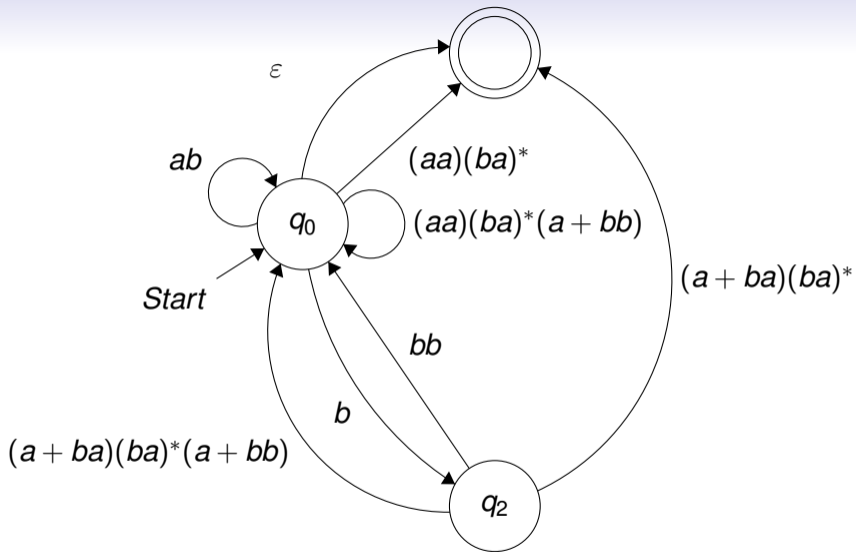 ε
ab
(aa)(ba)*
q₀
(aa)(ba)*(a + bb)
(a + ba)(ba)*
Start
bb
b
(a + ba)(ba)*(a + bb)
q₂